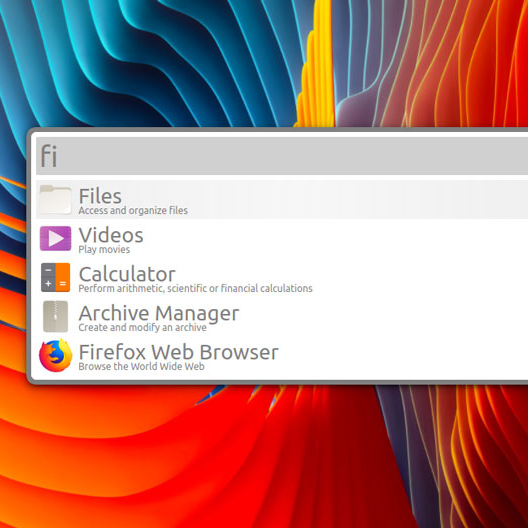 fi
Files
Access and organize files
Videos
Play movies
Calculator
Perform arithmetic, scientific or financial calculations
Archive Manager
Create and modify an archive
Firefox Web Browser
Browse the World Wide Web